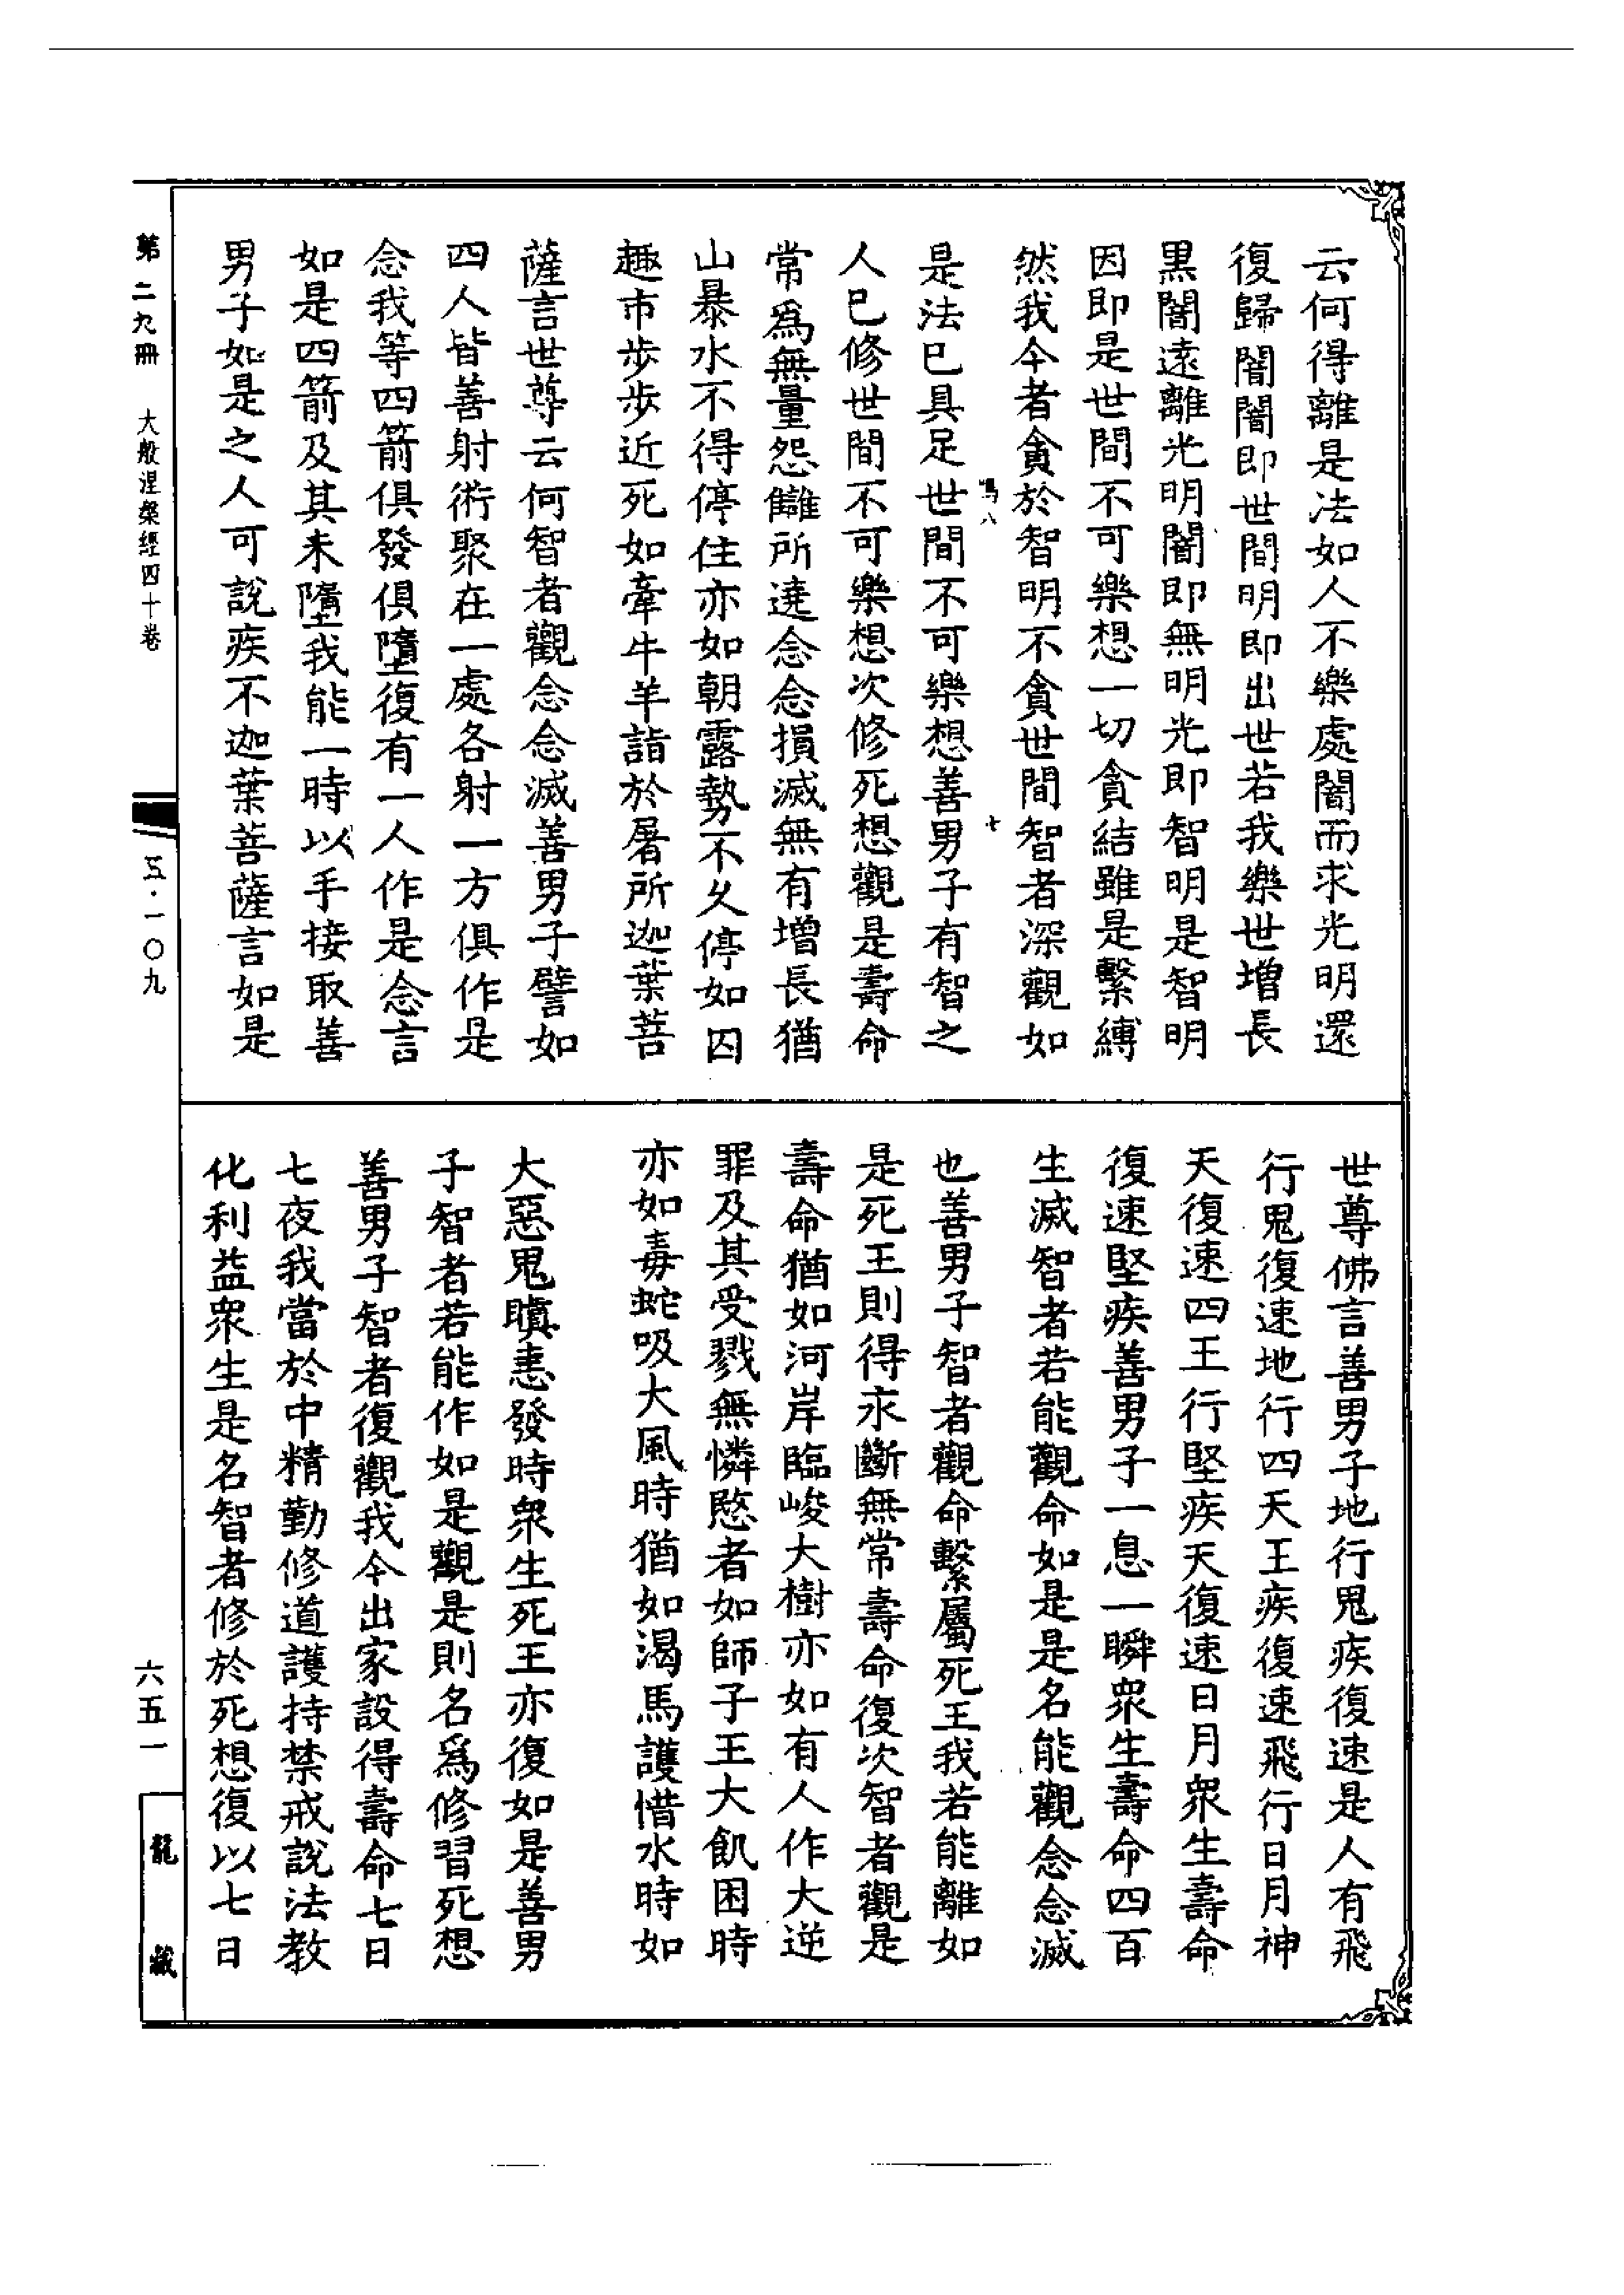 云何得離是法如人不樂處闇而求光明還
復歸闇闇即世間明即出世若我樂世增長
黑闇遠離光明闇即無明光即智明是智明
因即是世間不可樂想一切貪結雖是繫縛
然我今者貪於智明不貪世間智者深觀如
是法已具足世間不可樂想善男子有智之
人已修世間不可樂想次修死想觀是壽命
常爲無量怨讎所遶念念損減無有增長猶
山暴水不得停住亦如朝露勢不久停如囚
趣市步步近死如牽牛羊詣於屠所迦葉菩
薩言世尊云何智者觀念念滅善男子譬如
四人皆善射術聚在一處各射一方俱作是
念我等四箭俱發俱墮復有一人作是念言
如是四箭及其未墮我能一時以手接取善
男子如是之人可說疾不迦葉菩薩言如是
世尊佛言善男子地行鬼疾復速是人有飛
行鬼復速地行四天王疾復速飛行日月神
天復速四王行堅疾天復速日月衆生壽命
復速堅疾善男子一息一瞬衆生壽命四百
生滅智者若能觀命如是是名能觀念念滅
也善男子智者觀命繫屬死王我若能離如
是死王則得永斷無常壽命復次智者觀是
壽命猶如河岸臨峻大樹亦如有人作大逆
罪及其受戮無憐愍者如師子王大飢困時
亦如毒蛇吸大風時猶如渴馬護惜水時如
大惡鬼瞋恚發時衆生死王亦復如是善男
子智者若能作如是觀是則名爲修習死想
善男子智者復觀我今出家設得壽命七日
七夜我當於中精勤修道護持禁戒說法教
化利益衆生是名智者修於死想復以七日
第二九冊 大般涅槃經四十卷 五·一〇九
六五一 龍藏
八 七